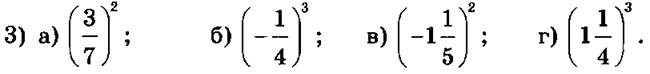 3) а) (3/7)²; б) (−1/4)³; в) (−1 1/5)²; г) (1 1/4)³.